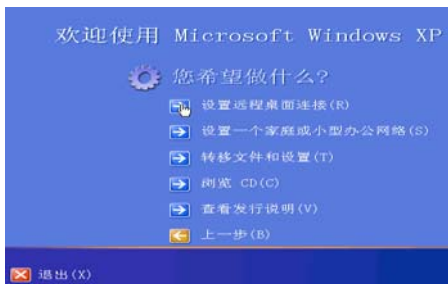 欢迎使用 Microsoft Windows XP
您希望做什么?
设置远程桌面连接(R)
设置一个家庭或小型办公网络(S)
转移文件和设置(T)
浏览 CD(C)
查看发行说明(V)
上一步(B)
退出(X)